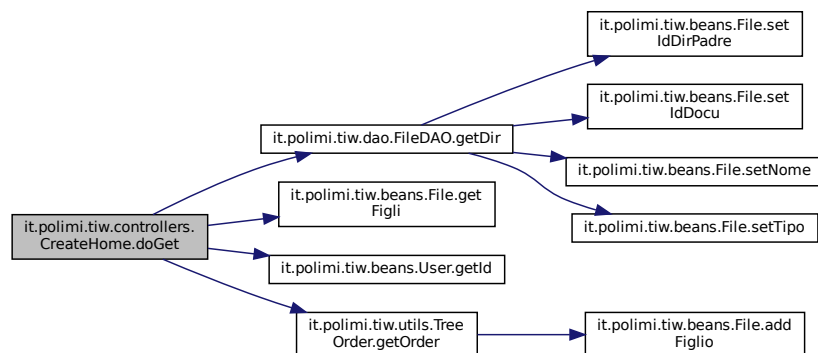 it.polimi.tiw.controllers.
CreateHome.doGet
it.polimi.tiw.dao.FileDAO.getDir
it.polimi.tiw.beans.File.set
IdDirPadre
it.polimi.tiw.beans.File.set
IdDocu
it.polimi.tiw.beans.File.setNome
it.polimi.tiw.beans.File.setTipo
it.polimi.tiw.beans.File.get
Figli
it.polimi.tiw.beans.User.getId
it.polimi.tiw.utils.Tree
Order.getOrder
it.polimi.tiw.beans.File.add
Figlio